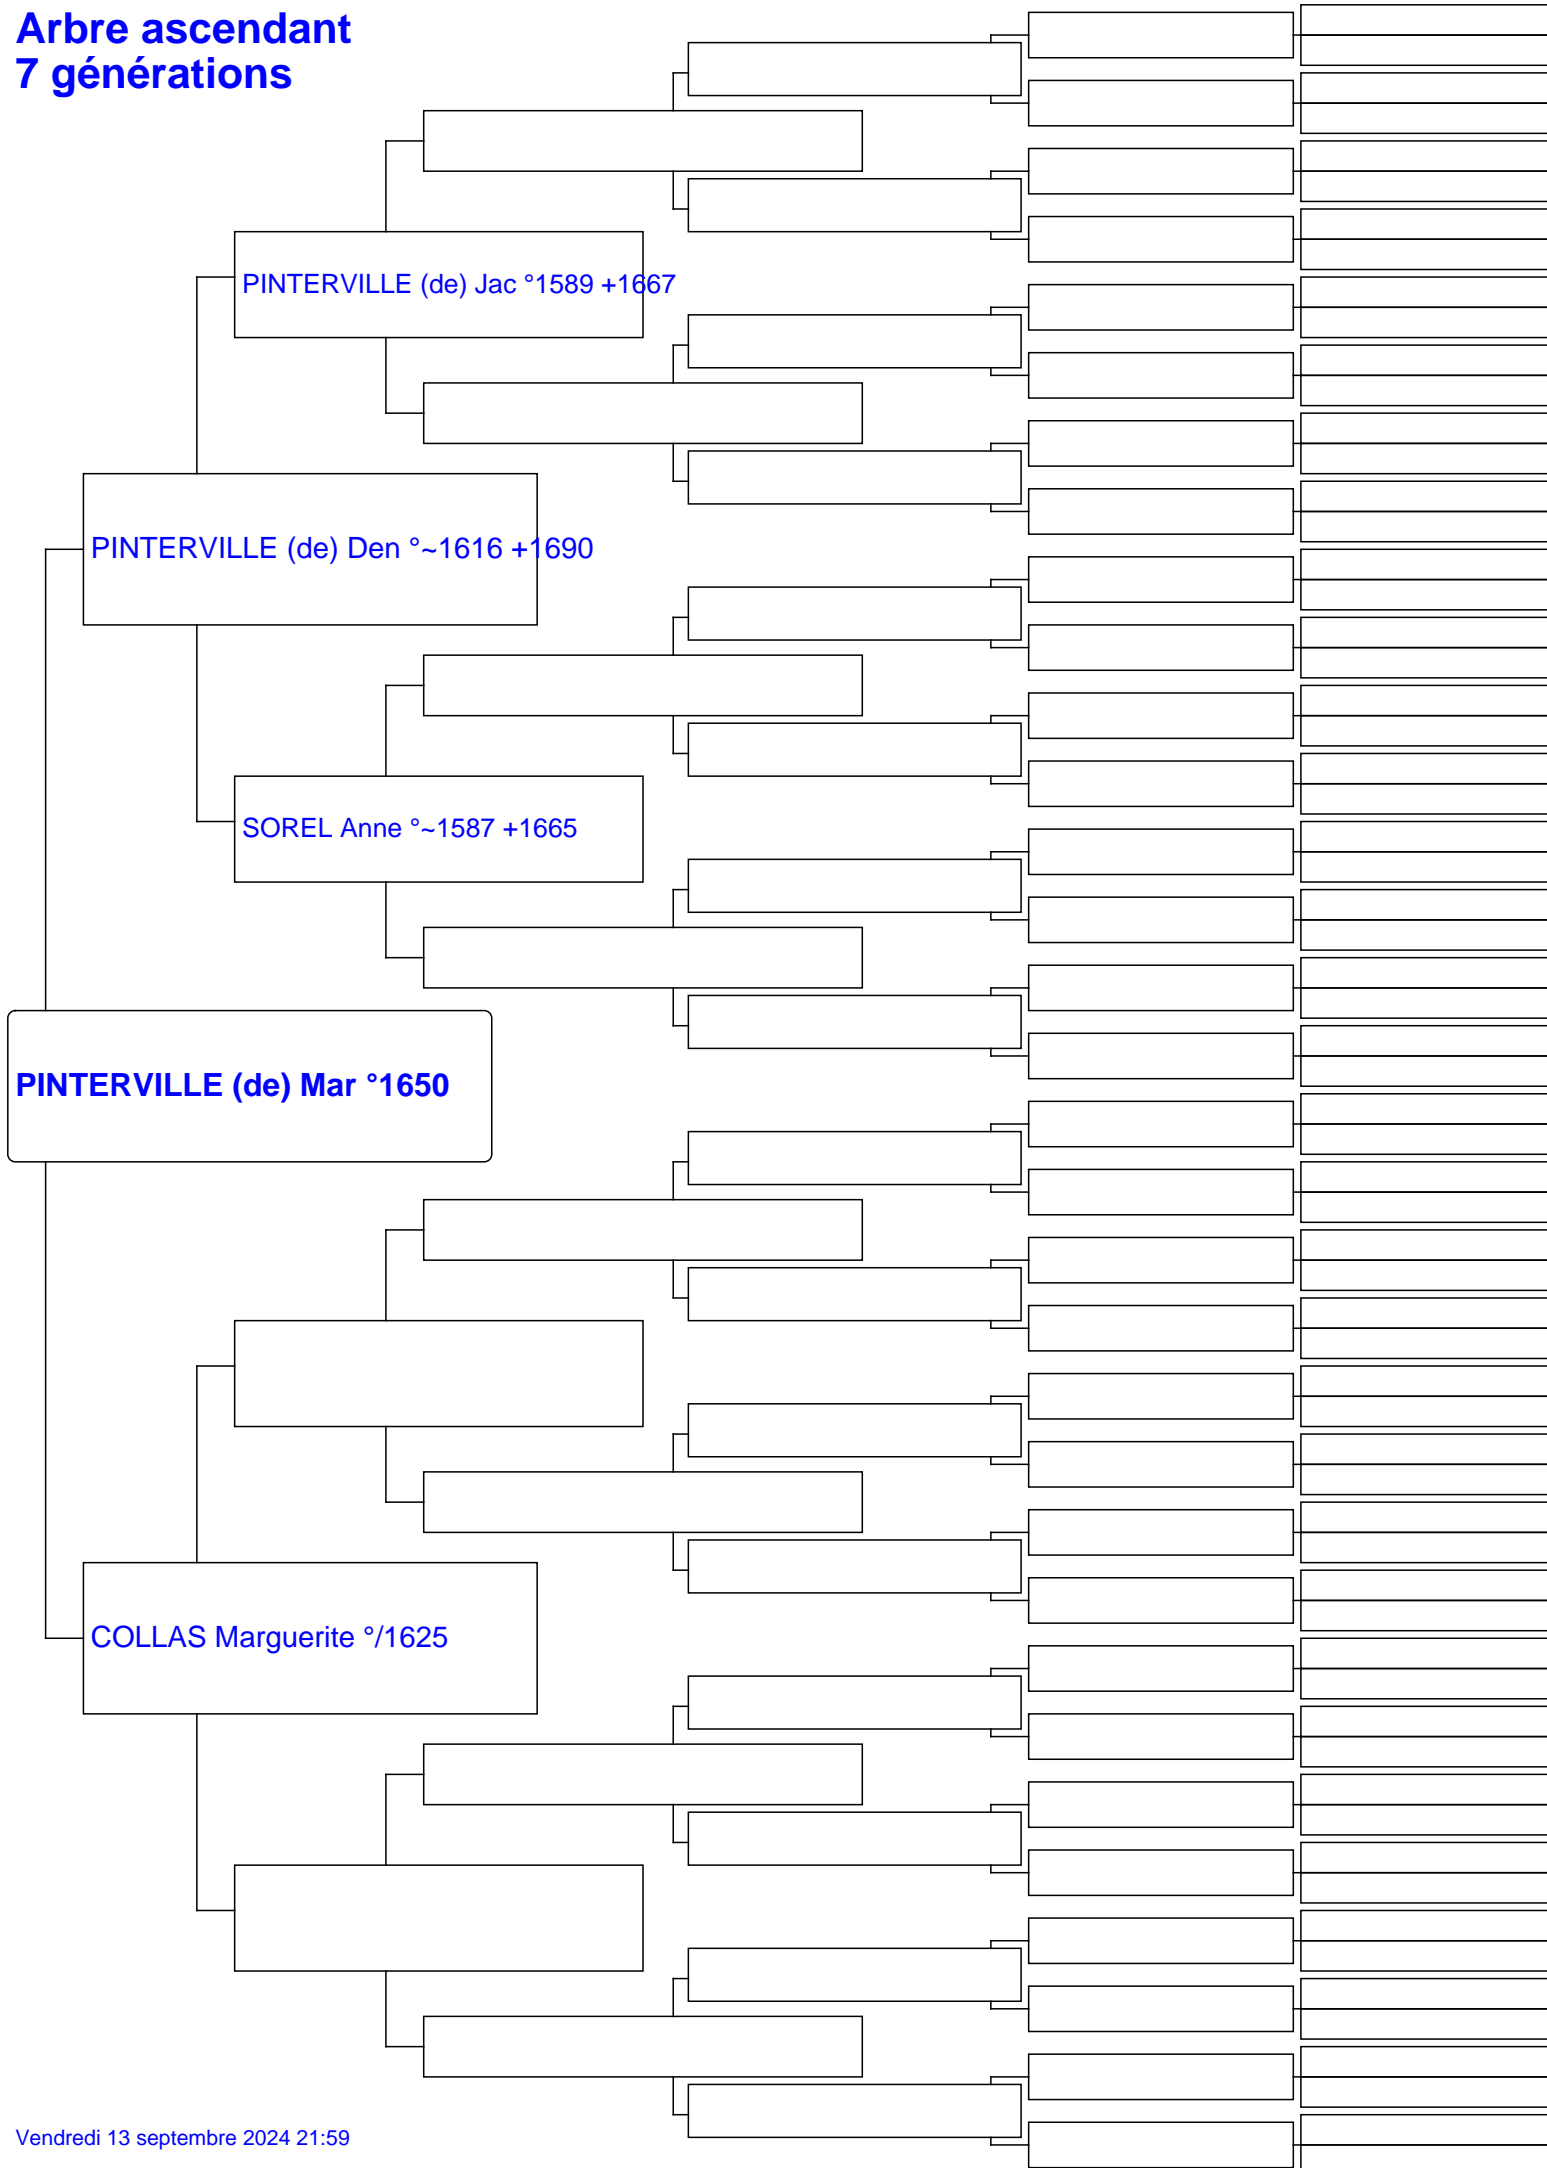 Arbre ascendant
7 générations
PINTERVILLE (de) Jac °1589 +1667
PINTERVILLE (de) Den °~1616 +1690
SOREL Anne °~1587 +1665
PINTERVILLE (de) Mar °1650
COLLAS Marguerite °/1625
Vendredi 13 septembre 2024 21:59